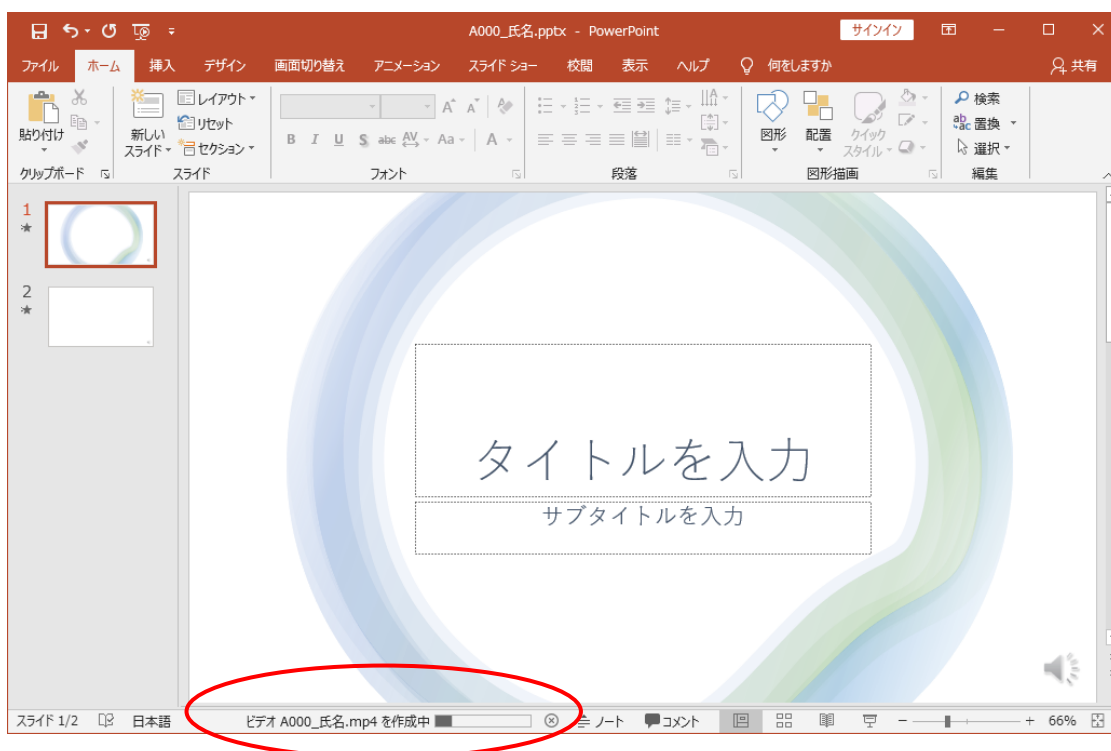 A000_氏名.pptx - PowerPoint
サインイン
ファイル ホーム 挿入 デザイン 画面切り替え アニメーション スライド ショー 校閲 表示 ヘルプ 何をしますか 共有
貼り付け
新しい
スライド
レイアウト
リセット
セクション
B I U S abc AV Aa A
A A
図形
配置
クイック
スタイル
検索
置換
選択
クリップボード スライド フォント 段落 図形描画 編集
1
2
タイトルを入力
サブタイトルを入力
スライド 1/2 日本語 ビデオ A000_氏名.mp4 を作成中 ノート コメント 66%